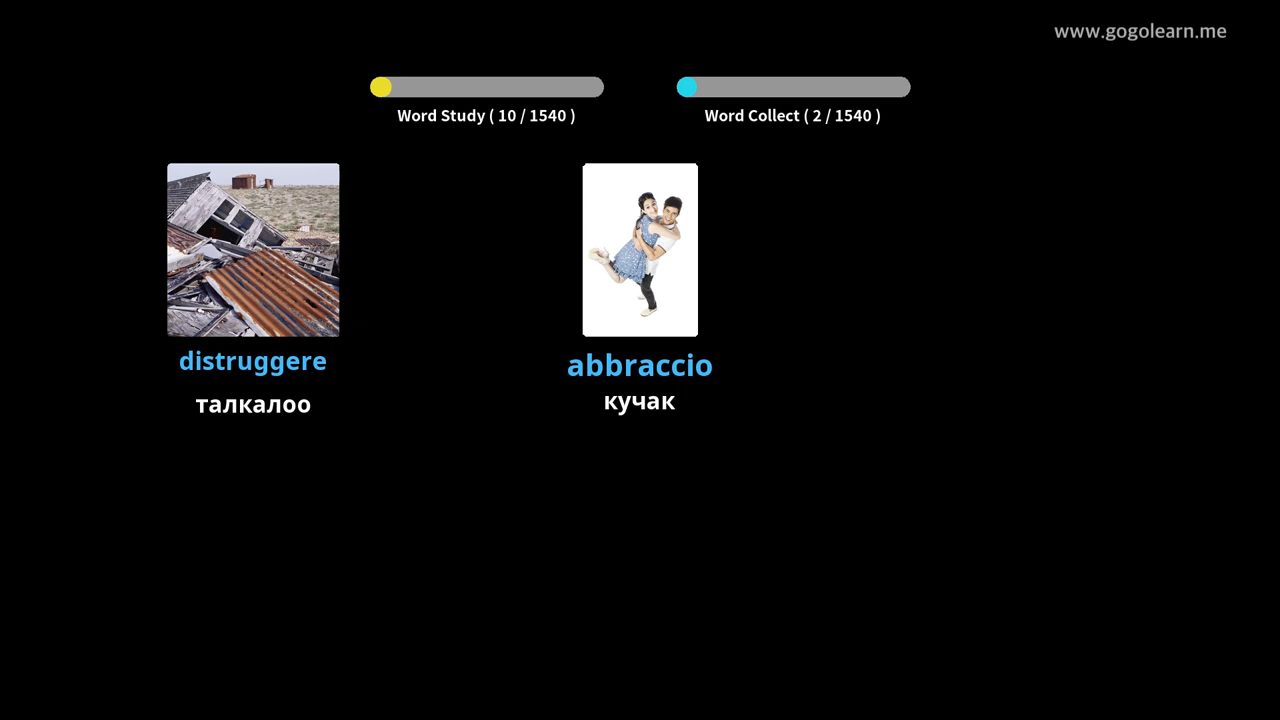 www.gogolearn.me
Word Study ( 10 / 1540 )
Word Collect ( 2 / 1540 )
distruggere
талкалоо
abbraccio
кучак